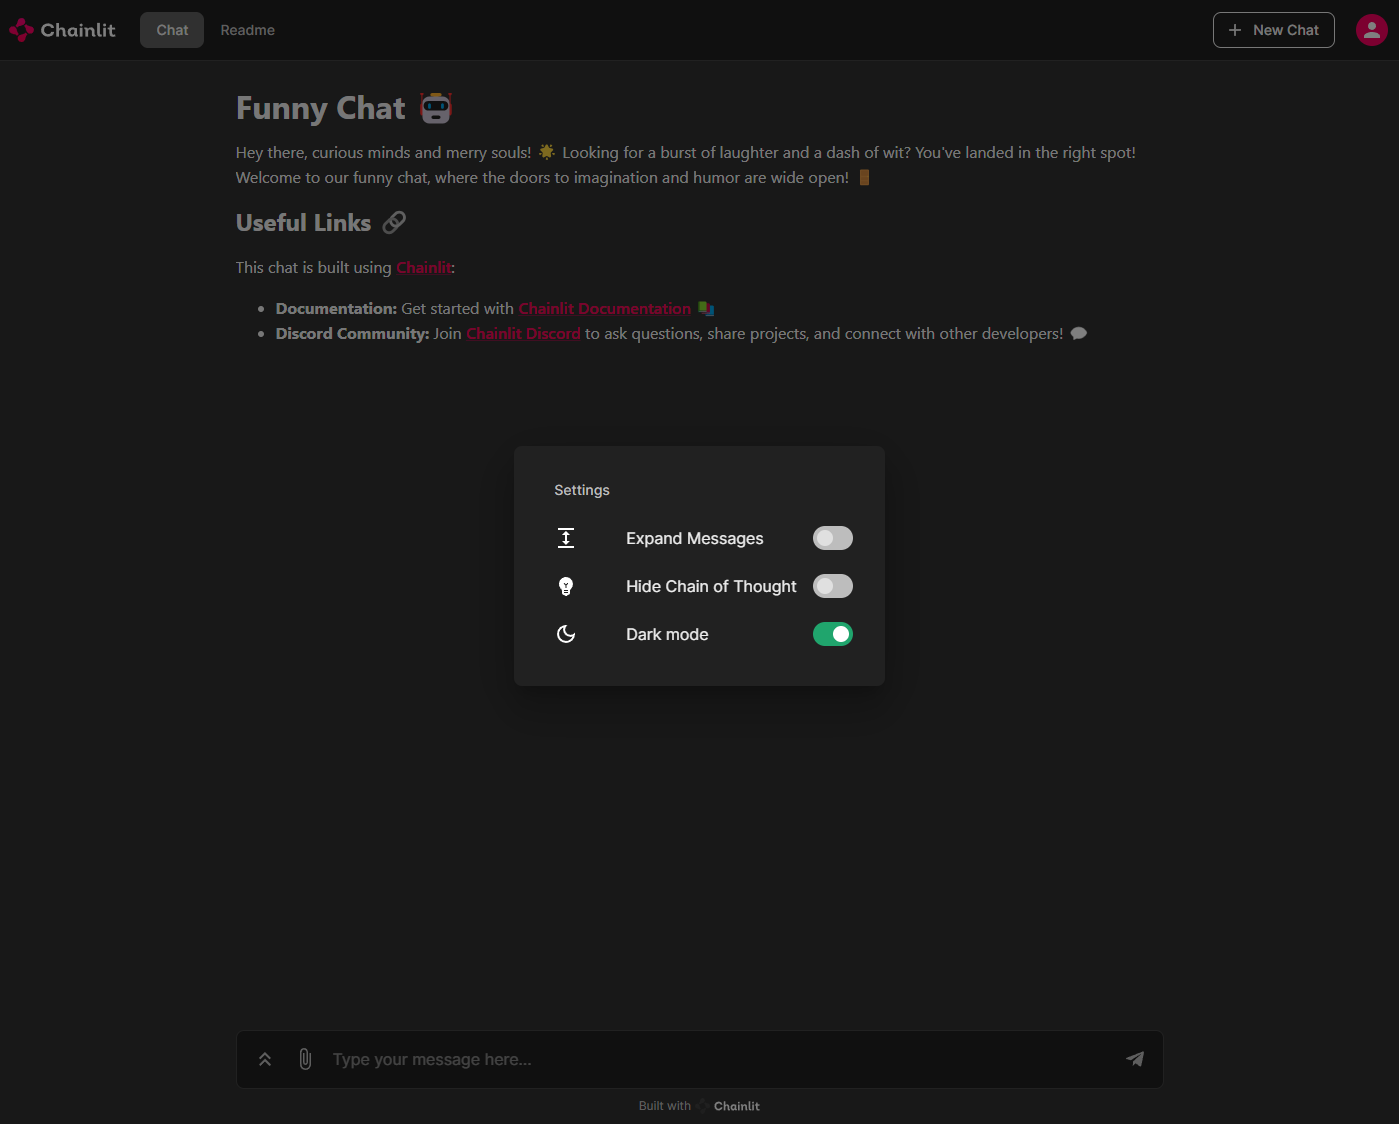 Chainlit
Chat
Readme
New Chat
Funny Chat
Hey there, curious minds and merry souls! 🌟 Looking for a burst of laughter and a dash of wit? You've landed in the right spot!
Welcome to our funny chat, where the doors to imagination and humor are wide open! 🚪
Useful Links 🔗
This chat is built using Chainlit:
• Documentation: Get started with Chainlit Documentation 📚
• Discord Community: Join Chainlit Discord to ask questions, share projects, and connect with other developers! 💬
Settings
Expand Messages
Hide Chain of Thought
Dark mode
Type your message here...
Built with Chainlit